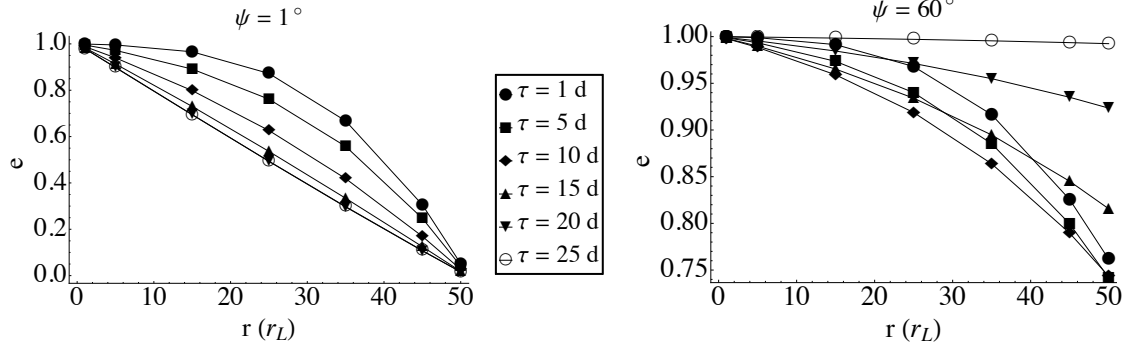 ψ = 1°
e
1.0
0.8
0.6
0.4
0.2
0.0
0 10 20 30 40 50
r (r_L)
τ = 1 d
τ = 5 d
τ = 10 d
τ = 15 d
τ = 20 d
τ = 25 d
ψ = 60°
e
1.00
0.95
0.90
0.85
0.80
0.75
0 10 20 30 40 50
r (r_L)